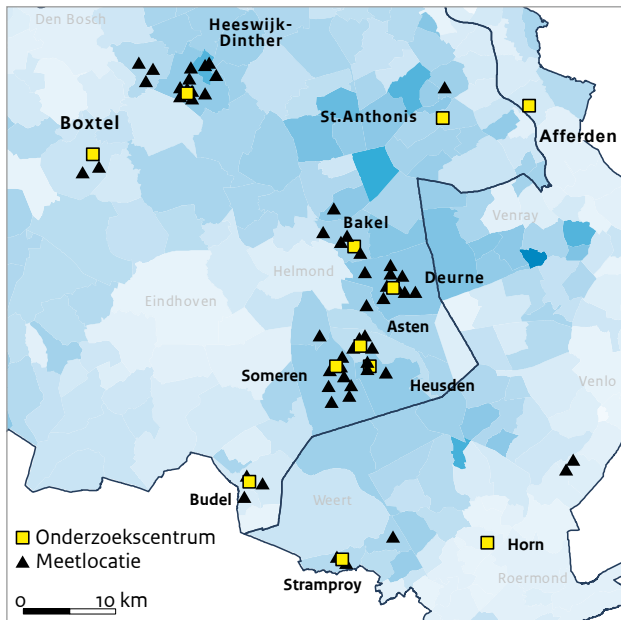 Den Bosch
Heeswijk-
Dinther
Boxtel
St.Anthonis
Afferden
Venray
Bakel
Helmond
Deurne
Eindhoven
Asten
Someren
Heusden
Venlo
Budel
Weert
Onderzoekscentrum
Meetlocatie
Horn
Roermond
Stramproy
0 10 km